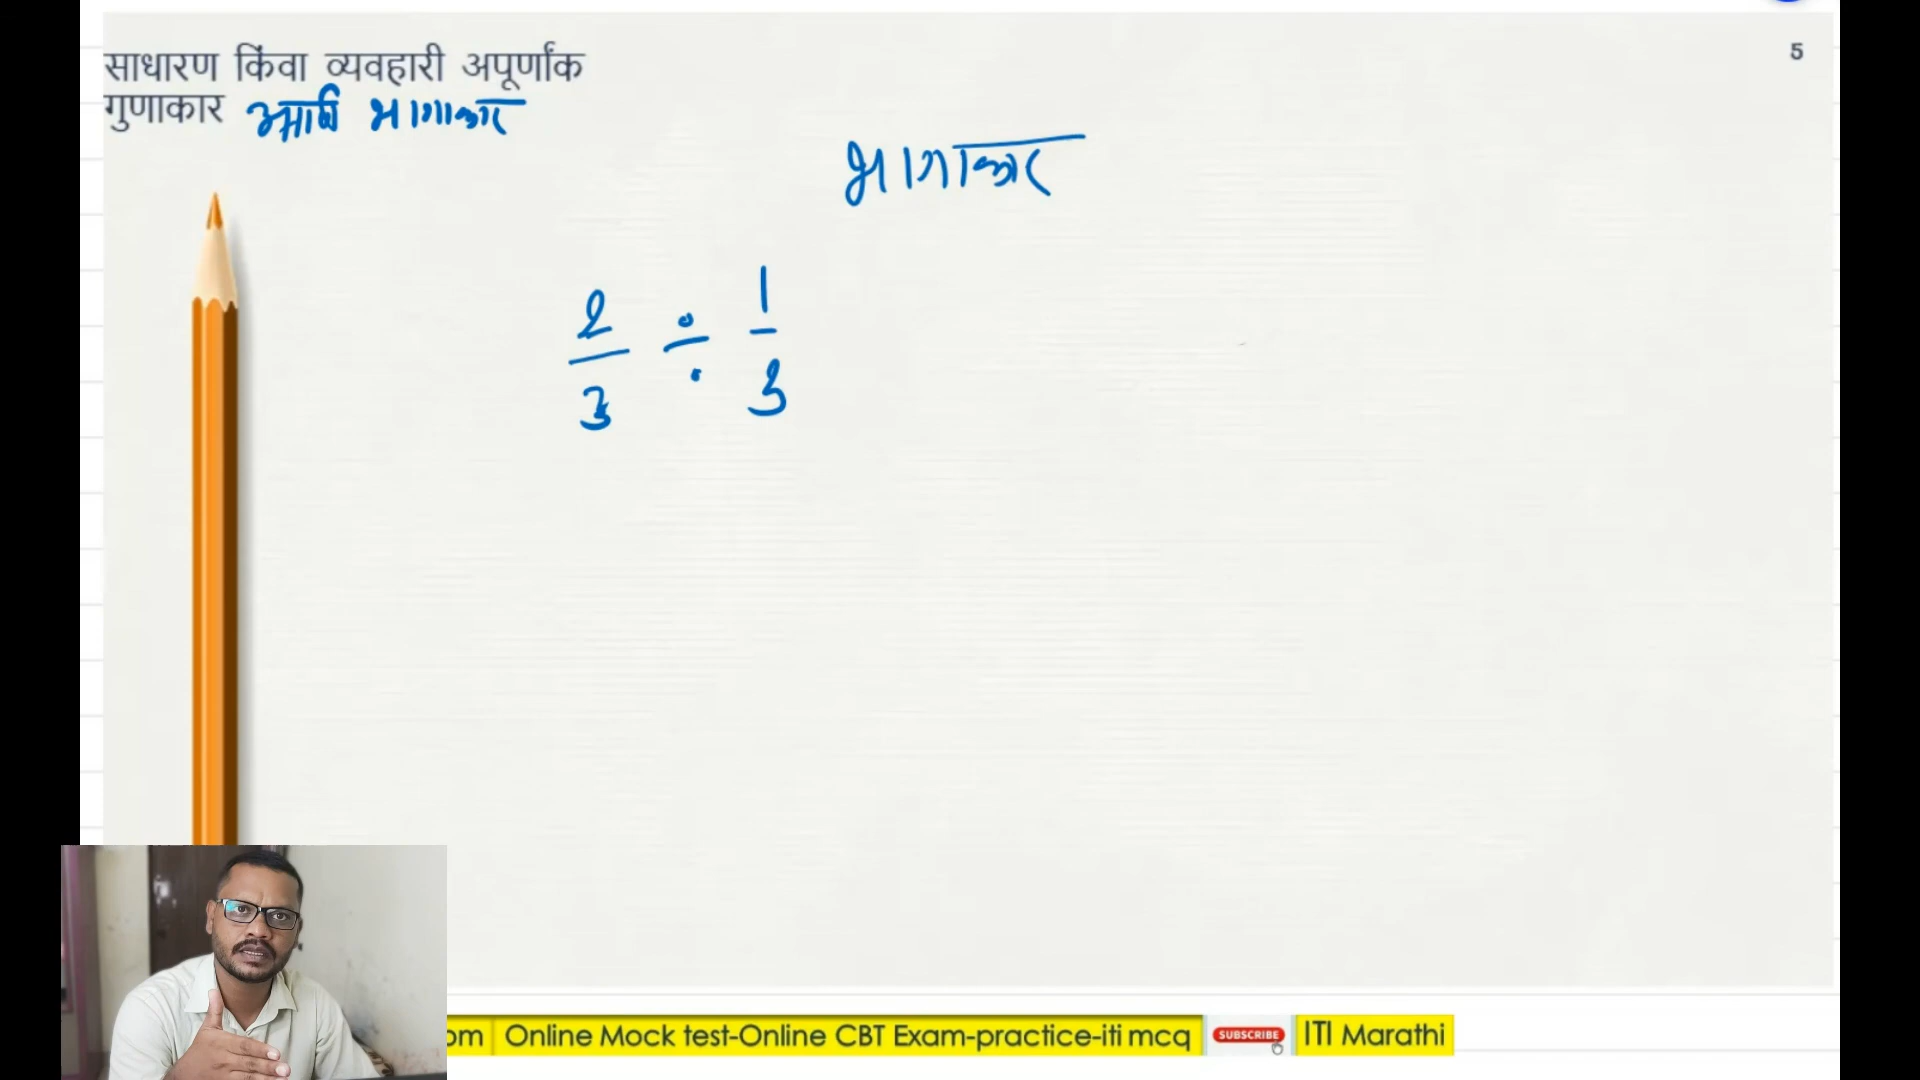 साधारण किंवा व्यवहारी अपूर्णांक
5
गुणाकार आणि भागाकार
भागाकार
2/3 ÷ 1/3
om Online Mock test-Online CBT Exam-practice-iti mcq SUBSCRIBE ITI Marathi